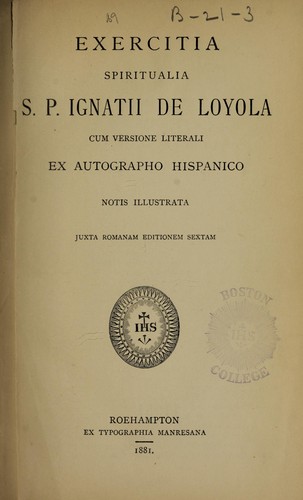 B-21-3
EXERCITIA
SPIRITUALIA
S. P. IGNATII DE LOYOLA
CUM VERSIONE LITERALI
EX AUTOGRAPHO HISPANICO
NOTIS ILLUSTRATA
JUXTA ROMANAM EDITIONEM SEXTAM
IHS
BOSTON
COLLEGE
ROEHAMPTON
EX TYPOGRAPHIA MANRESANA
1881.